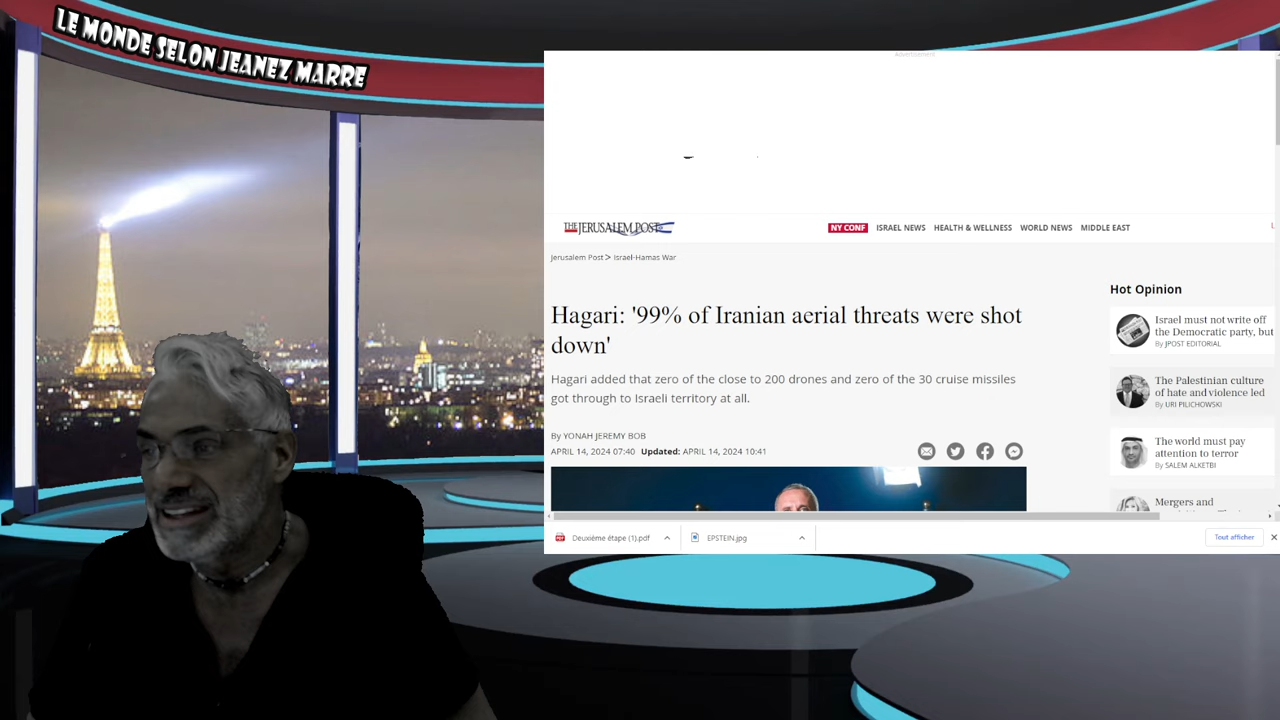 LE MONDE SELON JEANEZ MARRE
Advertisement
THE JERUSALEM POST
NY CONF ISRAEL NEWS HEALTH & WELLNESS WORLD NEWS MIDDLE EAST
Jerusalem Post > Israel-Hamas War
Hagari: '99% of Iranian aerial threats were shot
down'
Hagari added that zero of the close to 200 drones and zero of the 30 cruise missiles
got through to Israeli territory at all.
By YONAH JEREMY BOB
APRIL 14, 2024 07:40 Updated: APRIL 14, 2024 10:41
Hot Opinion
Israel must not write off
the Democratic party, but
By JPOST EDITORIAL
The Palestinian culture
of hate and violence led
By URI PILICHOWSKI
The world must pay
attention to terror
By SALEM ALKETBI
Mergers and
Deuxième étape (1).pdf
EPSTEIN.jpg
Tout afficher